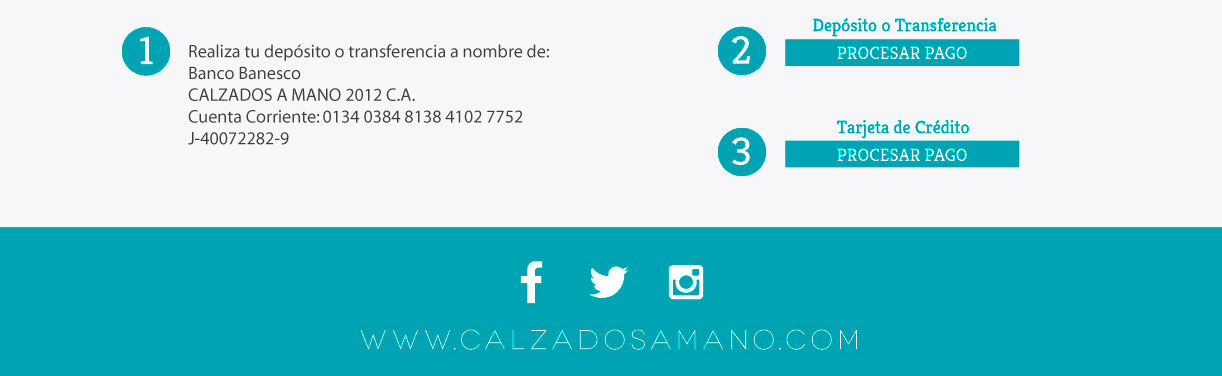 1
Realiza tu depósito o transferencia a nombre de:
Banco Banesco
CALZADOS A MANO 2012 C.A.
Cuenta Corriente: 0134 0384 8138 4102 7752
J-40072282-9
2
Depósito o Transferencia
PROCESAR PAGO
3
Tarjeta de Crédito
PROCESAR PAGO
WWW.CALZADOSAMANO.COM